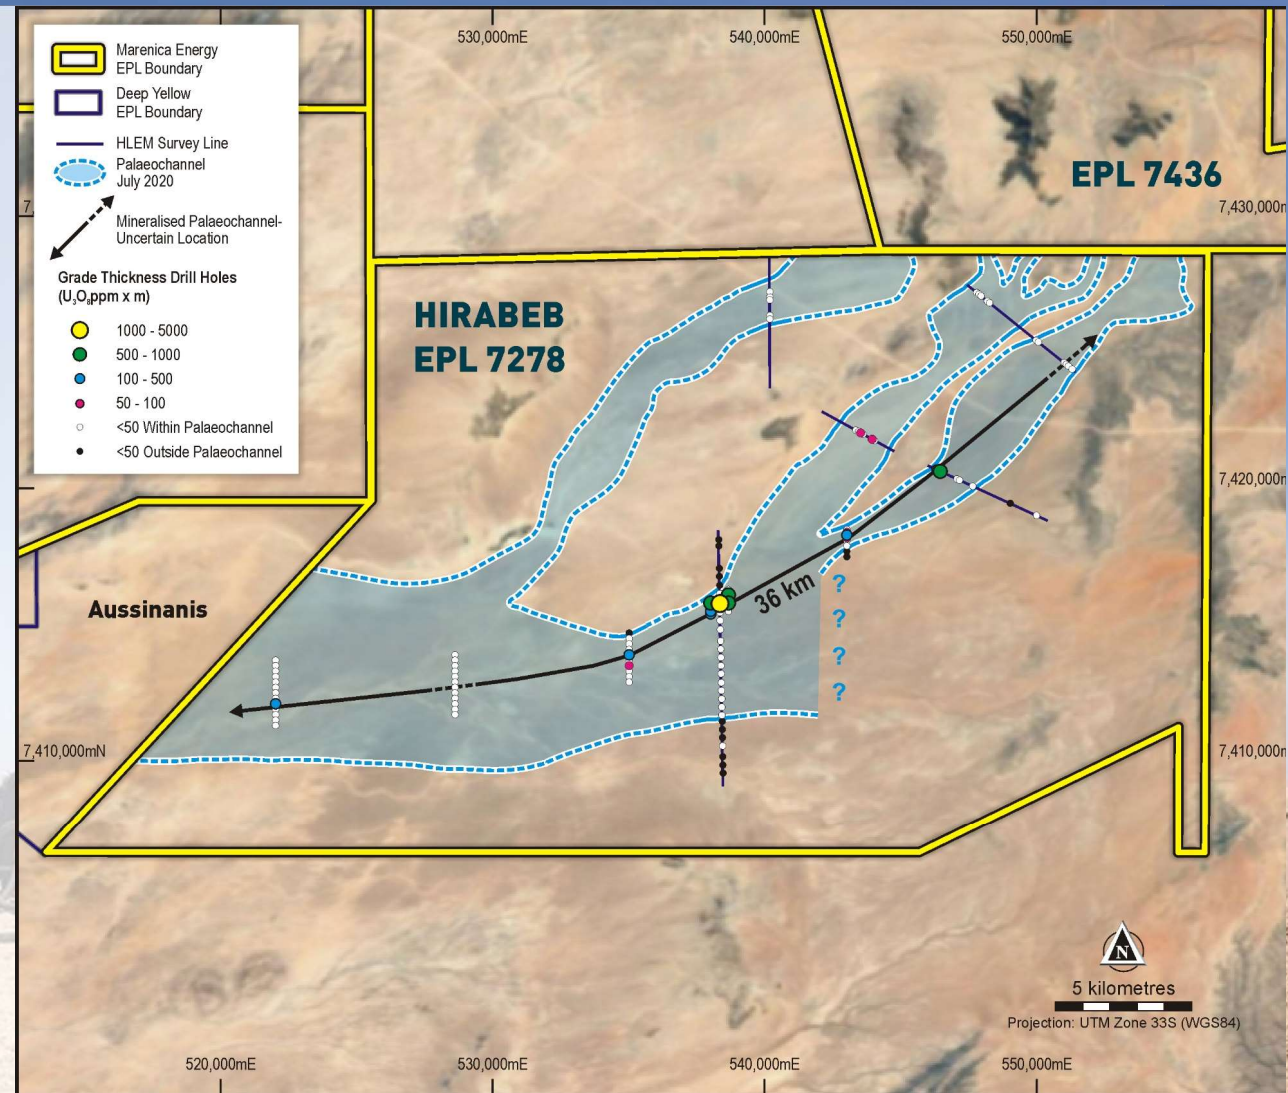 530,000mE
540,000mE
550,000mE
Marenica Energy
EPL Boundary
Deep Yellow
EPL Boundary
HLEM Survey Line
Palaeochannel
July 2020
Mineralised Palaeochannel-
Uncertain Location
Grade Thickness Drill Holes
(U₃O₈ppm x m)
1000 - 5000
500 - 1000
100 - 500
50 - 100
<50 Within Palaeochannel
<50 Outside Palaeochannel
EPL 7436
7,
7,430,000m
HIRABEB
EPL 7278
7,420,000m
36 km
?
?
?
?
Aussinanis
7,410,000mN
7,410,000m
N
5 kilometres
Projection: UTM Zone 33S (WGS84)
520,000mE
530,000mE
540,000mE
550,000mE